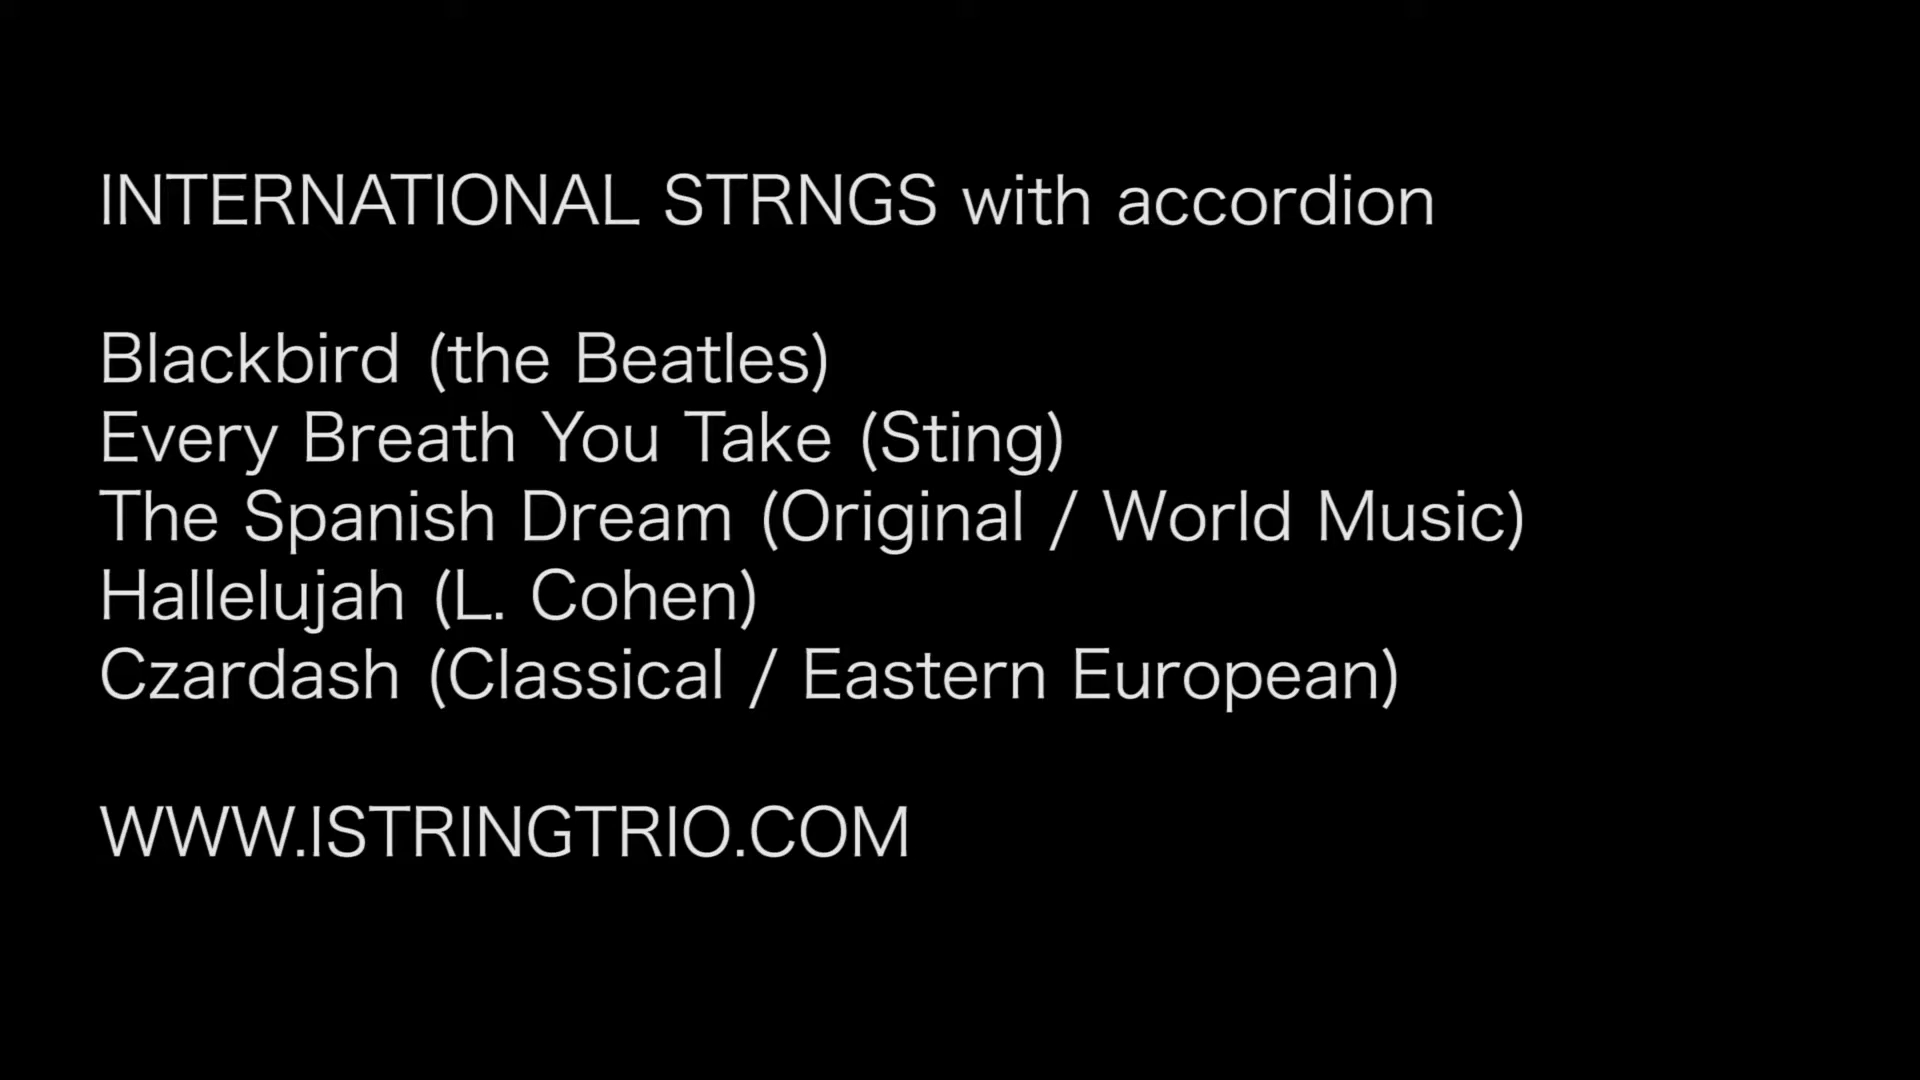 INTERNATIONAL STRNGS with accordion
Blackbird (the Beatles)
Every Breath You Take (Sting)
The Spanish Dream (Original / World Music)
Hallelujah (L. Cohen)
Czardash (Classical / Eastern European)
WWW.ISTRINGTRIO.COM